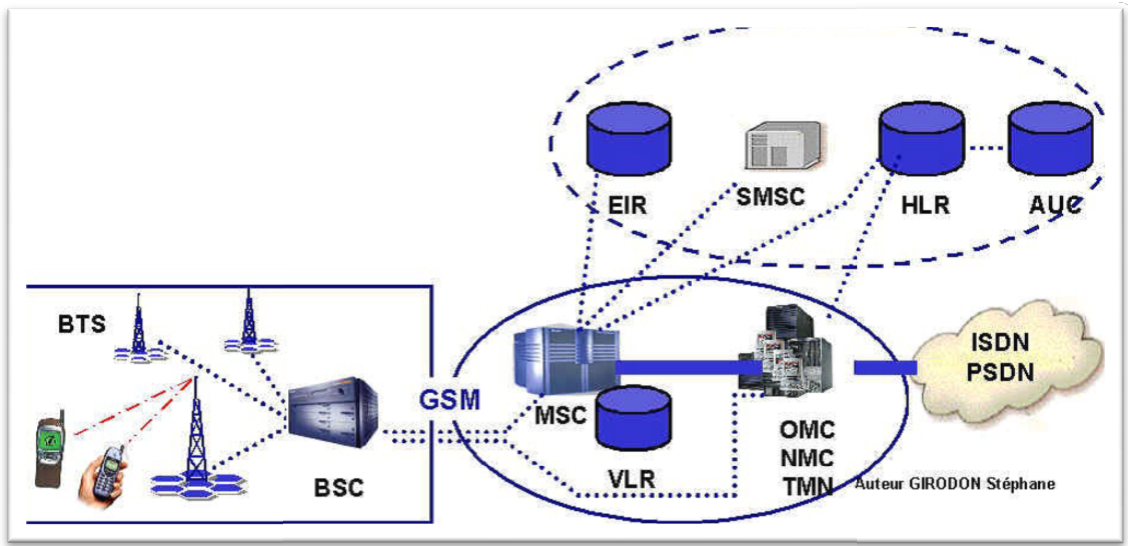 EIR
SMSC
HLR
AUC
BTS
GSM
BSC
MSC
VLR
OMC
NMC
TMN
ISDN
PSDN
Auteur GIRODON Stéphane